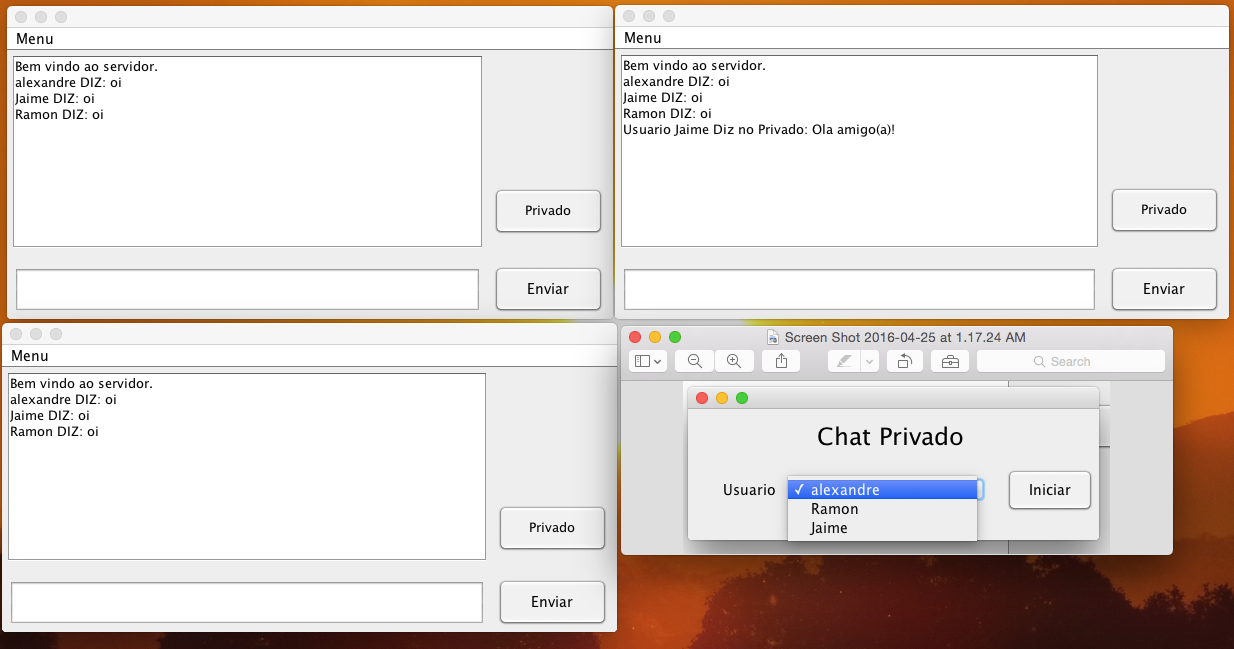 Menu
Bem vindo ao servidor.
alexandre DIZ: oi
Jaime DIZ: oi
Ramon DIZ: oi
Privado
Enviar
Menu
Bem vindo ao servidor.
alexandre DIZ: oi
Jaime DIZ: oi
Ramon DIZ: oi
Usuario Jaime Diz no Privado: Ola amigo(a)!
Privado
Enviar
Menu
Bem vindo ao servidor.
alexandre DIZ: oi
Jaime DIZ: oi
Ramon DIZ: oi
Privado
Enviar
Screen Shot 2016-04-25 at 1.17.24 AM
Search
Chat Privado
Usuario
✓ alexandre
Ramon
Jaime
Iniciar